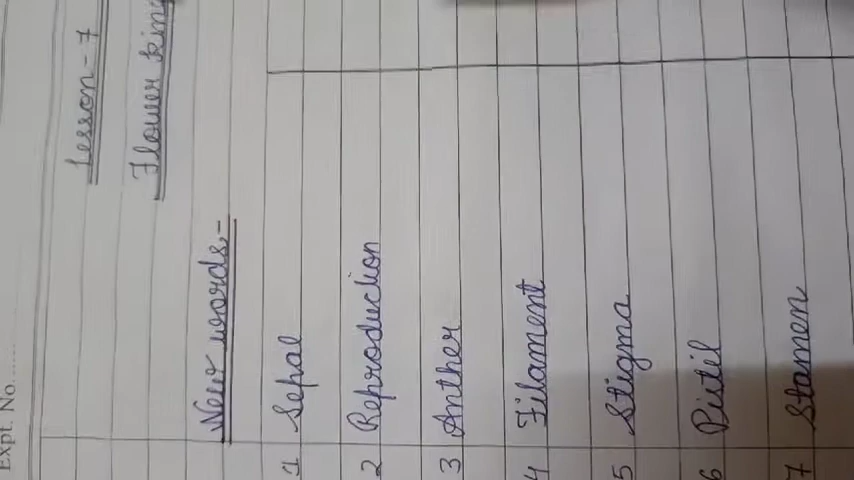 Expt. No......
Lesson-7
Flower
New words,-
1 Sepal
2 Reproduction
3 Anther
4 Filament
5 Stigma
6 Pistil
7 Stamen